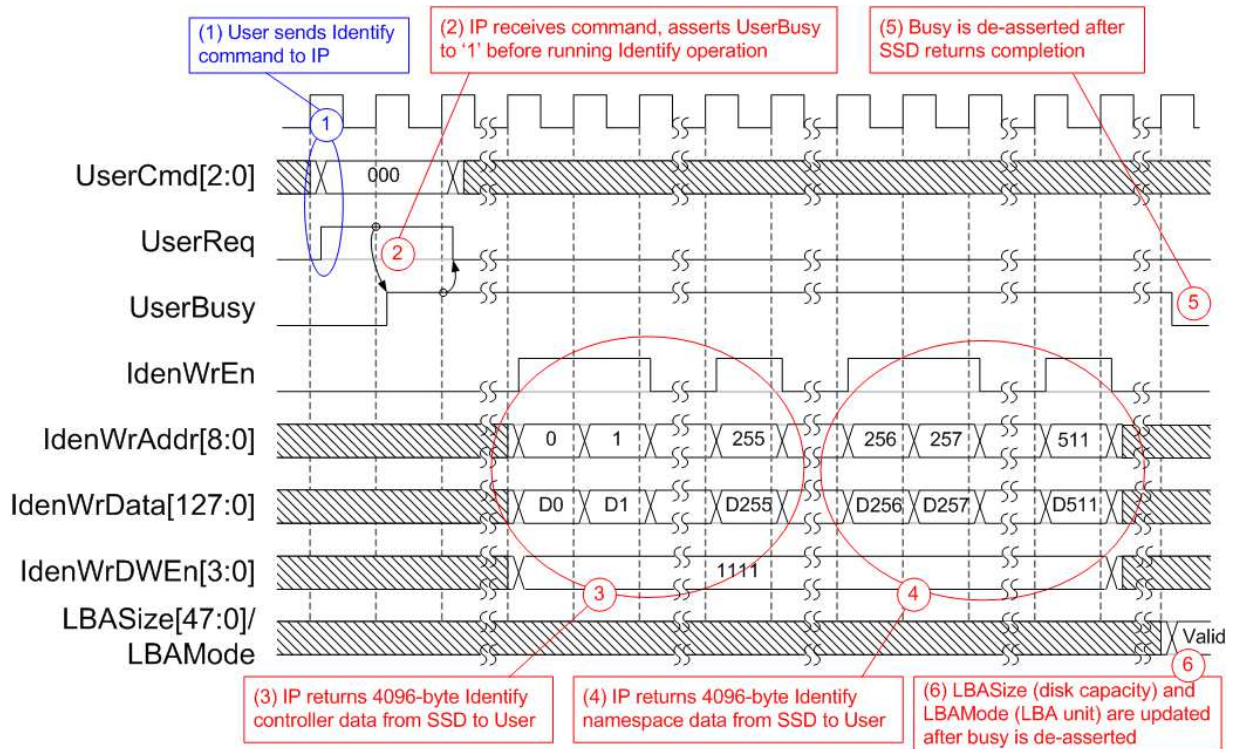 (1) User sends Identify
command to IP
(2) IP receives command, asserts UserBusy
to ‘1’ before running Identify operation
(5) Busy is de-asserted after
SSD returns completion
1
UserCmd[2:0]
000
UserReq
2
UserBusy
5
IdenWrEn
IdenWrAddr[8:0]
0 1 255 256 257 511
IdenWrData[127:0]
D0 D1 D255 D256 D257 D511
IdenWrDWEn[3:0]
1111
3 4
LBASize[47:0]/
LBAMode
Valid
6
(3) IP returns 4096-byte Identify
controller data from SSD to User
(4) IP returns 4096-byte Identify
namespace data from SSD to User
(6) LBASize (disk capacity) and
LBAMode (LBA unit) are updated
after busy is de-asserted